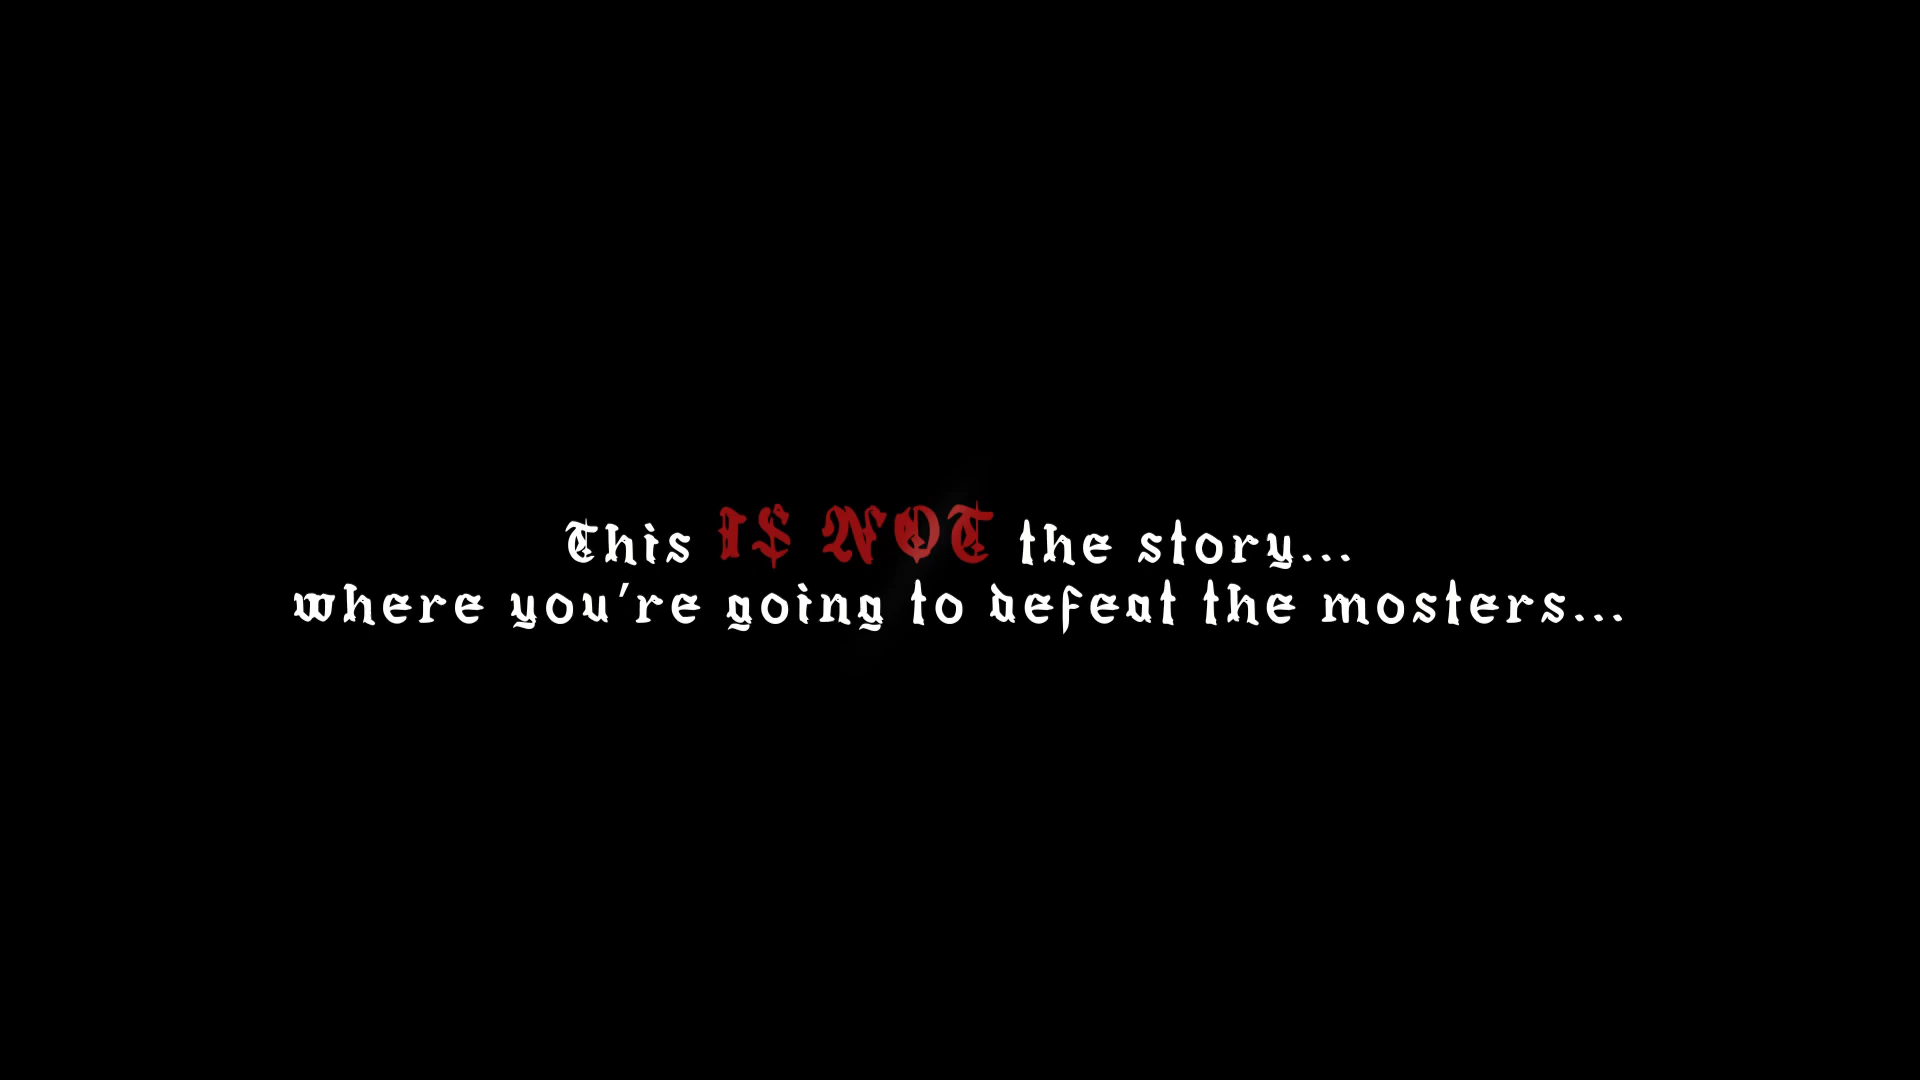 This IS NOT the story...
where you're going to defeat the mosters...